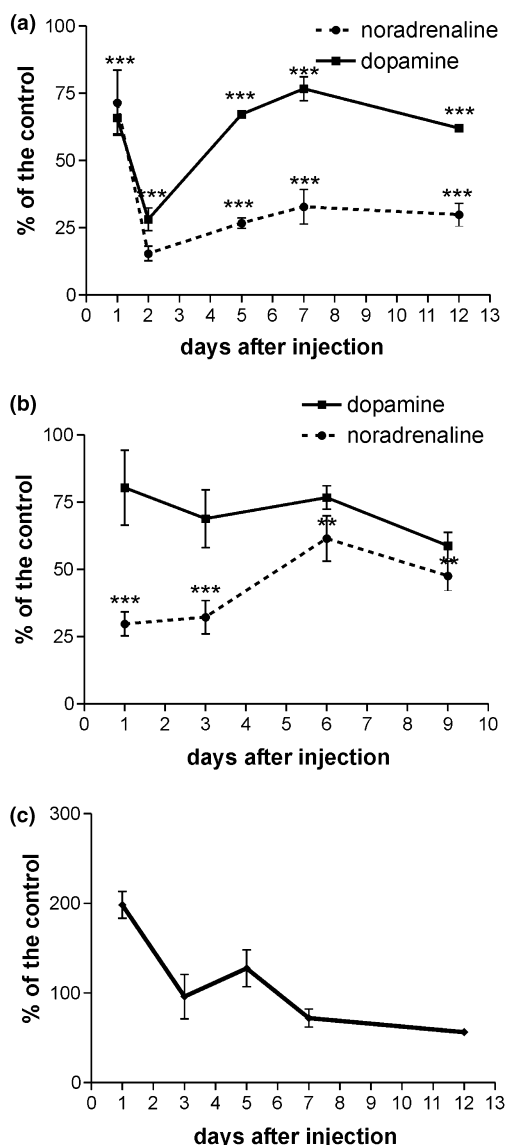 (a)
100
noradrenaline
dopamine
***
***
***
***
***
***
***
***
75
50
25
0
% of the control
0 1 2 3 4 5 6 7 8 9 10 11 12 13
days after injection
(b)
dopamine
noradrenaline
100
75
50
25
0
% of the control
***
***
**
**
0 1 2 3 4 5 6 7 8 9 10
days after injection
(c)
300
200
100
0
% of the control
0 1 2 3 4 5 6 7 8 9 10 11 12 13
days after injection